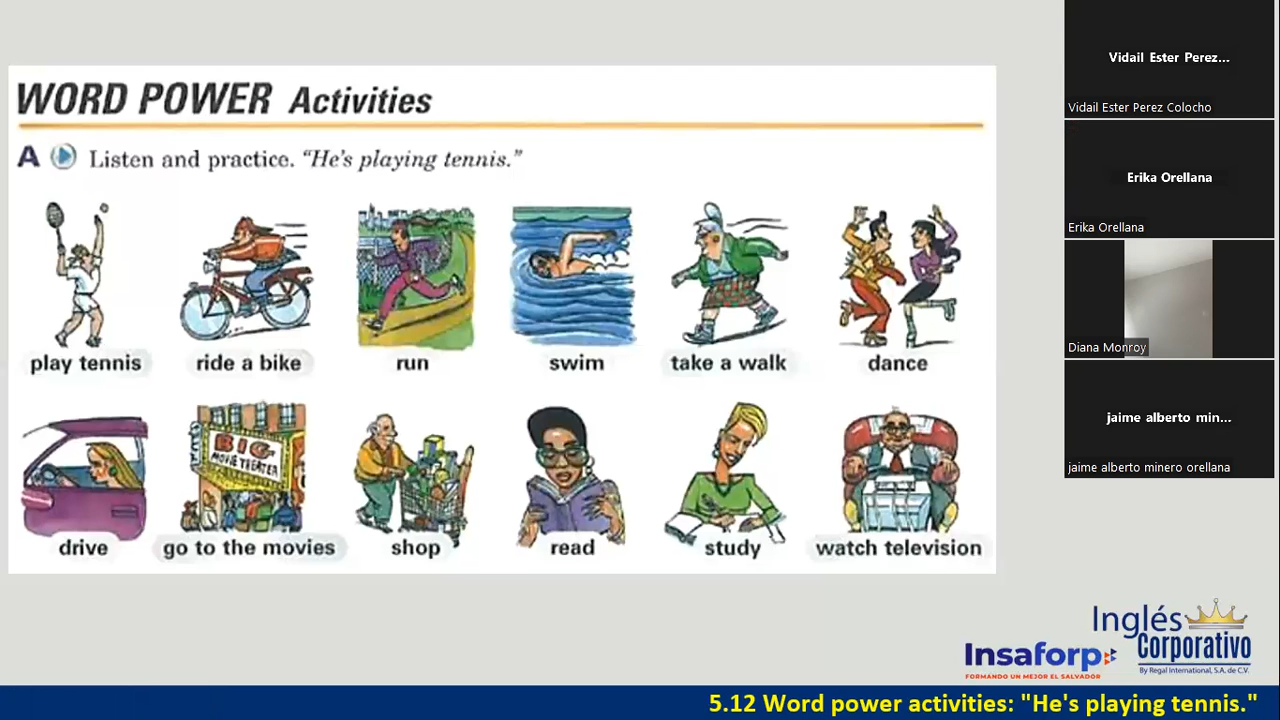 WORD POWER Activities
A Listen and practice. "He's playing tennis."
play tennis
ride a bike
run
swim
take a walk
dance
BIG
MOVIE THEATER
drive
go to the movies
shop
read
study
watch television
Vidail Ester Perez...
Vidail Ester Perez Colocho
Erika Orellana
Erika Orellana
Diana Monroy
jaime alberto min...
jaime alberto minero orellana
Inglés
Corporativo
By Regal International, S.A. de C.V.
Insaforp
FORMANDO UN MEJOR EL SALVADOR
5.12 Word power activities: "He's playing tennis."